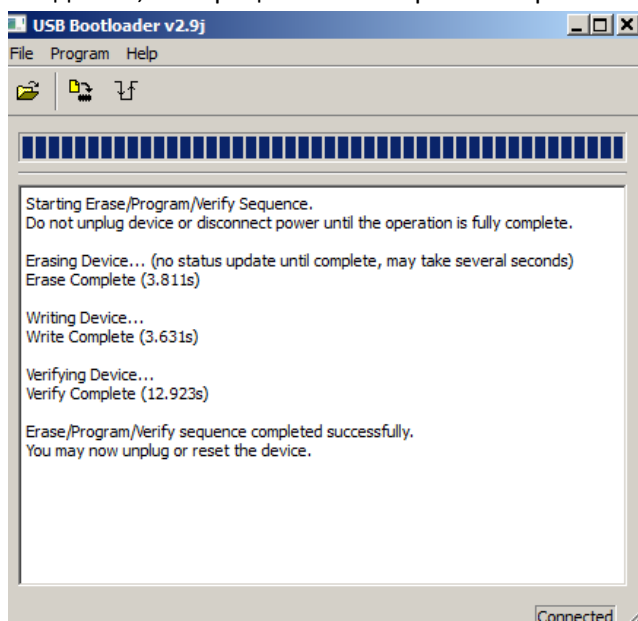 USB Bootloader v2.9j
File Program Help
Starting Erase/Program/Verify Sequence.
Do not unplug device or disconnect power until the operation is fully complete.
Erasing Device... (no status update until complete, may take several seconds)
Erase Complete (3.811s)
Writing Device...
Write Complete (3.631s)
Verifying Device...
Verify Complete (12.923s)
Erase/Program/Verify sequence completed successfully.
You may now unplug or reset the device.
Connected